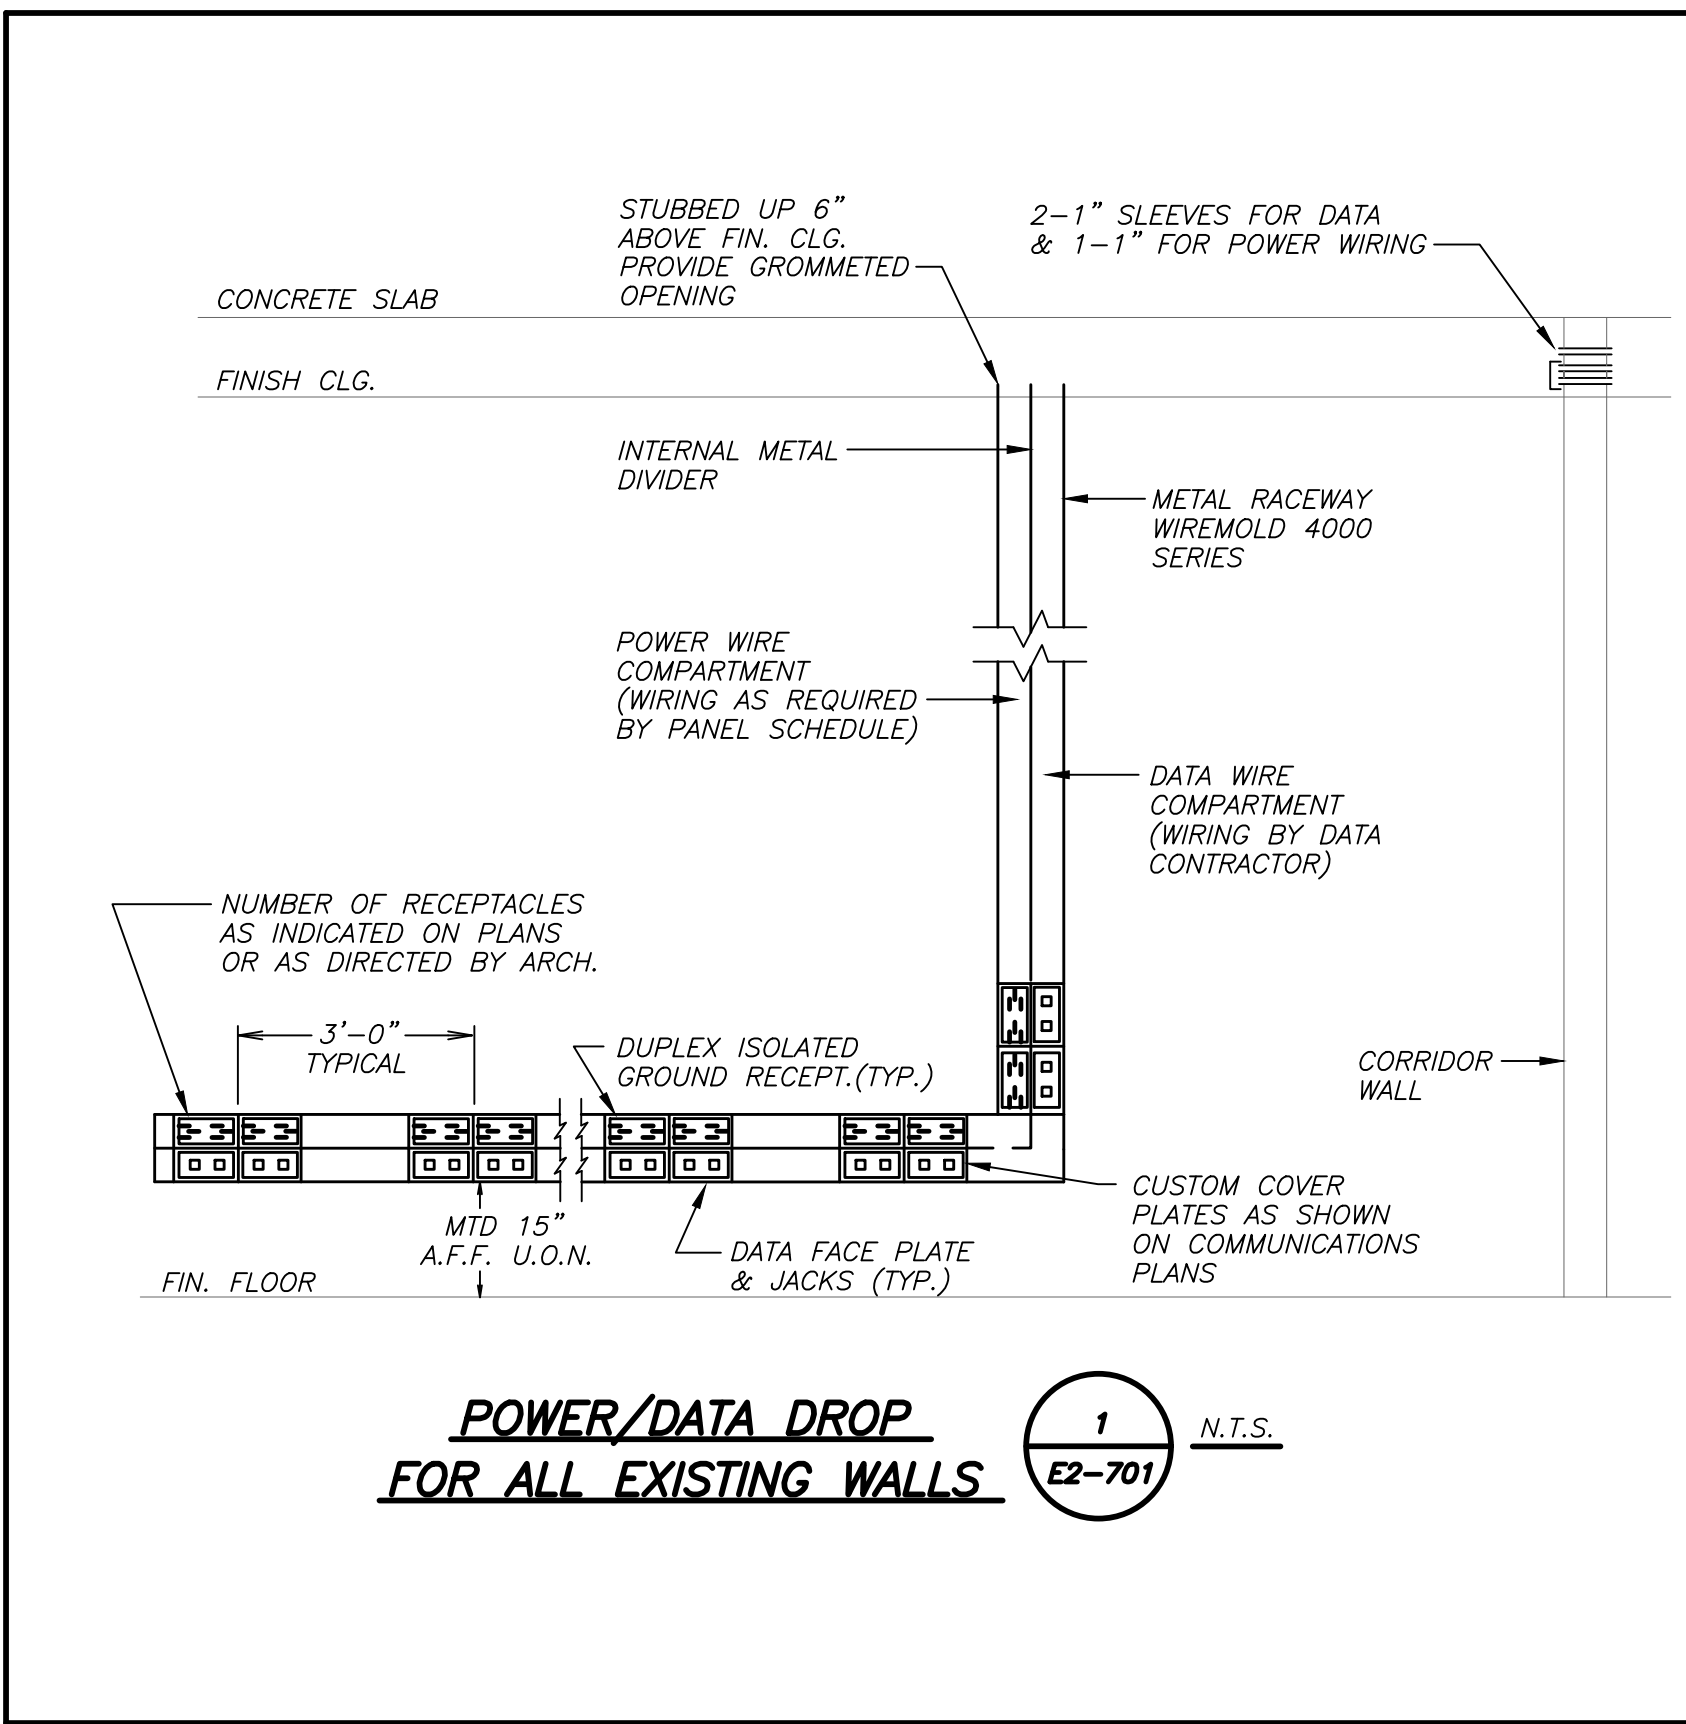 STUBBED UP 6"
ABOVE FIN. CLG.
PROVIDE GROMMETED
OPENING
2-1" SLEEVES FOR DATA
& 1-1" FOR POWER WIRING
CONCRETE SLAB
FINISH CLG.
INTERNAL METAL
DIVIDER
METAL RACEWAY
WIREMOLD 4000
SERIES
POWER WIRE
COMPARTMENT
(WIRING AS REQUIRED
BY PANEL SCHEDULE)
DATA WIRE
COMPARTMENT
(WIRING BY DATA
CONTRACTOR)
NUMBER OF RECEPTACLES
AS INDICATED ON PLANS
OR AS DIRECTED BY ARCH.
3'-0"
TYPICAL
DUPLEX ISOLATED
GROUND RECEPT.(TYP.)
CORRIDOR
WALL
MTD 15"
A.F.F. U.O.N.
DATA FACE PLATE
& JACKS (TYP.)
CUSTOM COVER
PLATES AS SHOWN
ON COMMUNICATIONS
PLANS
FIN. FLOOR
POWER/DATA DROP
FOR ALL EXISTING WALLS
1
E2-701
N.T.S.